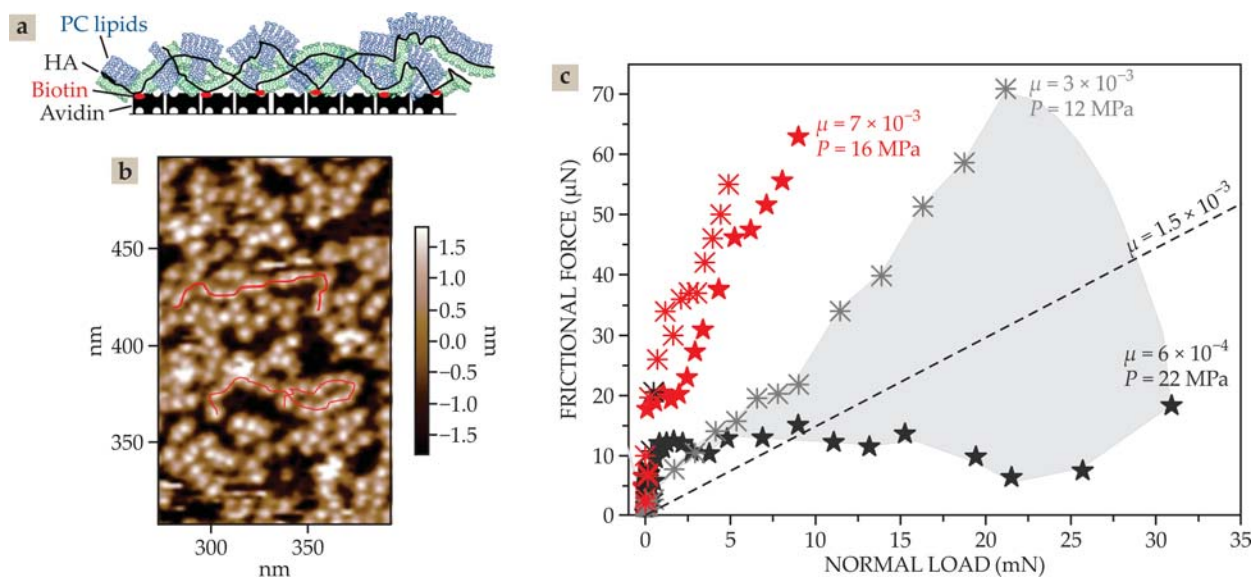 a
PC lipids
HA
Biotin
Avidin
b
450
400
350
nm
300
350
nm
1.5
1.0
0.5
0.0
−0.5
−1.0
−1.5
nm
c
70
60
50
40
30
20
10
0
FRICTIONAL FORCE (µN)
0 5 10 15 20 25 30 35
NORMAL LOAD (mN)
µ = 7 × 10⁻³
P = 16 MPa
µ = 3 × 10⁻³
P = 12 MPa
µ = 1.5 × 10⁻³
µ = 6 × 10⁻⁴
P = 22 MPa